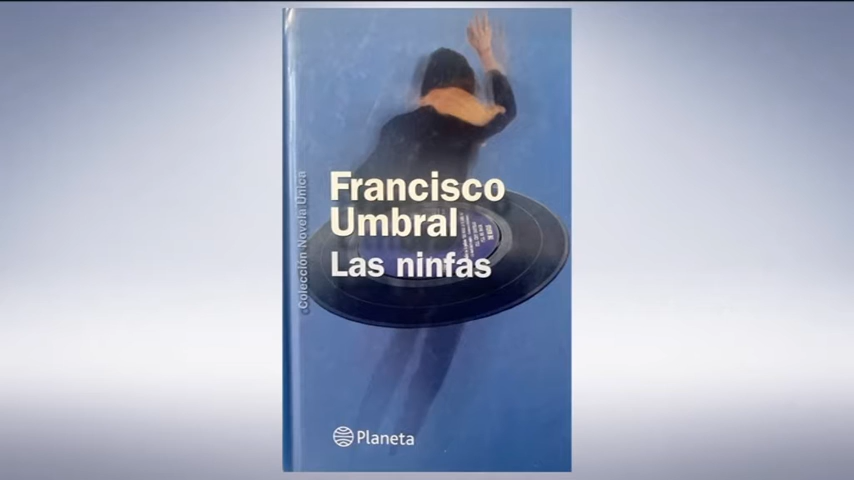 Francisco
Umbral
Las ninfas
Colección Novela Única
Planeta